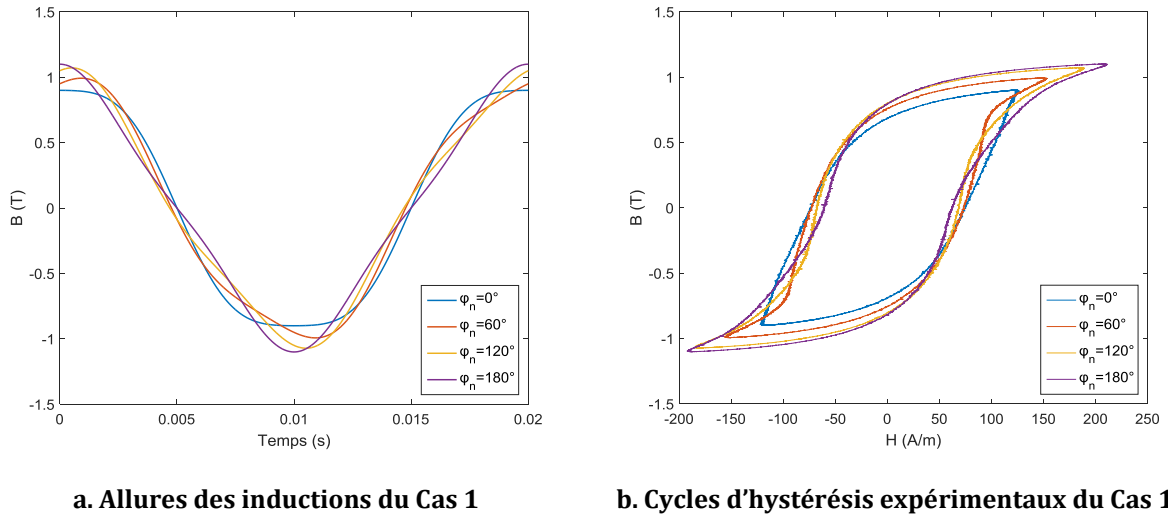 1.5
1
0.5
0
-0.5
-1
-1.5
B (T)
0
0.005
0.01
0.015
0.02
Temps (s)
φn=0°
φn=60°
φn=120°
φn=180°
1.5
1
0.5
0
-0.5
-1
-1.5
B (T)
-200
-150
-100
-50
0
50
100
150
200
250
H (A/m)
φn=0°
φn=60°
φn=120°
φn=180°
a. Allures des inductions du Cas 1
b. Cycles d’hystérésis expérimentaux du Cas 1